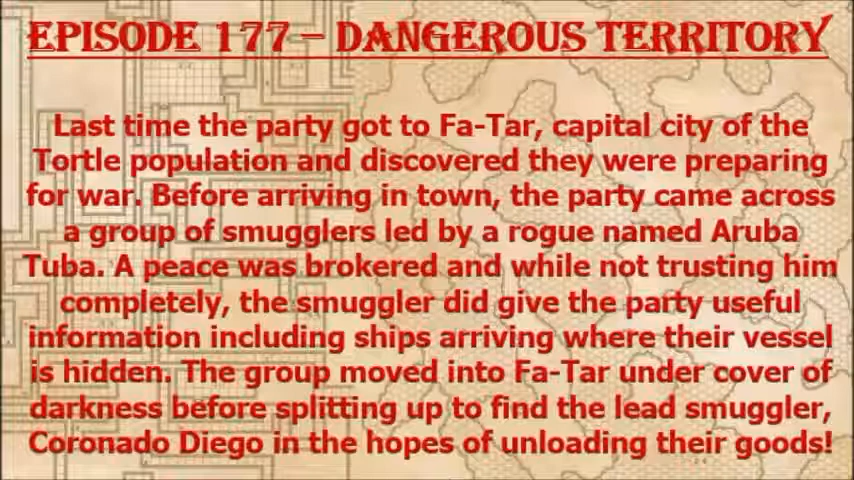 EPISODE 177 – DANGEROUS TERRITORY
Last time the party got to Fa-Tar, capital city of the
Tortle population and discovered they were preparing
for war. Before arriving in town, the party came across
a group of smugglers led by a rogue named Aruba
Tuba. A peace was brokered and while not trusting him
completely, the smuggler did give the party useful
information including ships arriving where their vessel
is hidden. The group moved into Fa-Tar under cover of
darkness before splitting up to find the lead smuggler,
Coronado Diego in the hopes of unloading their goods!